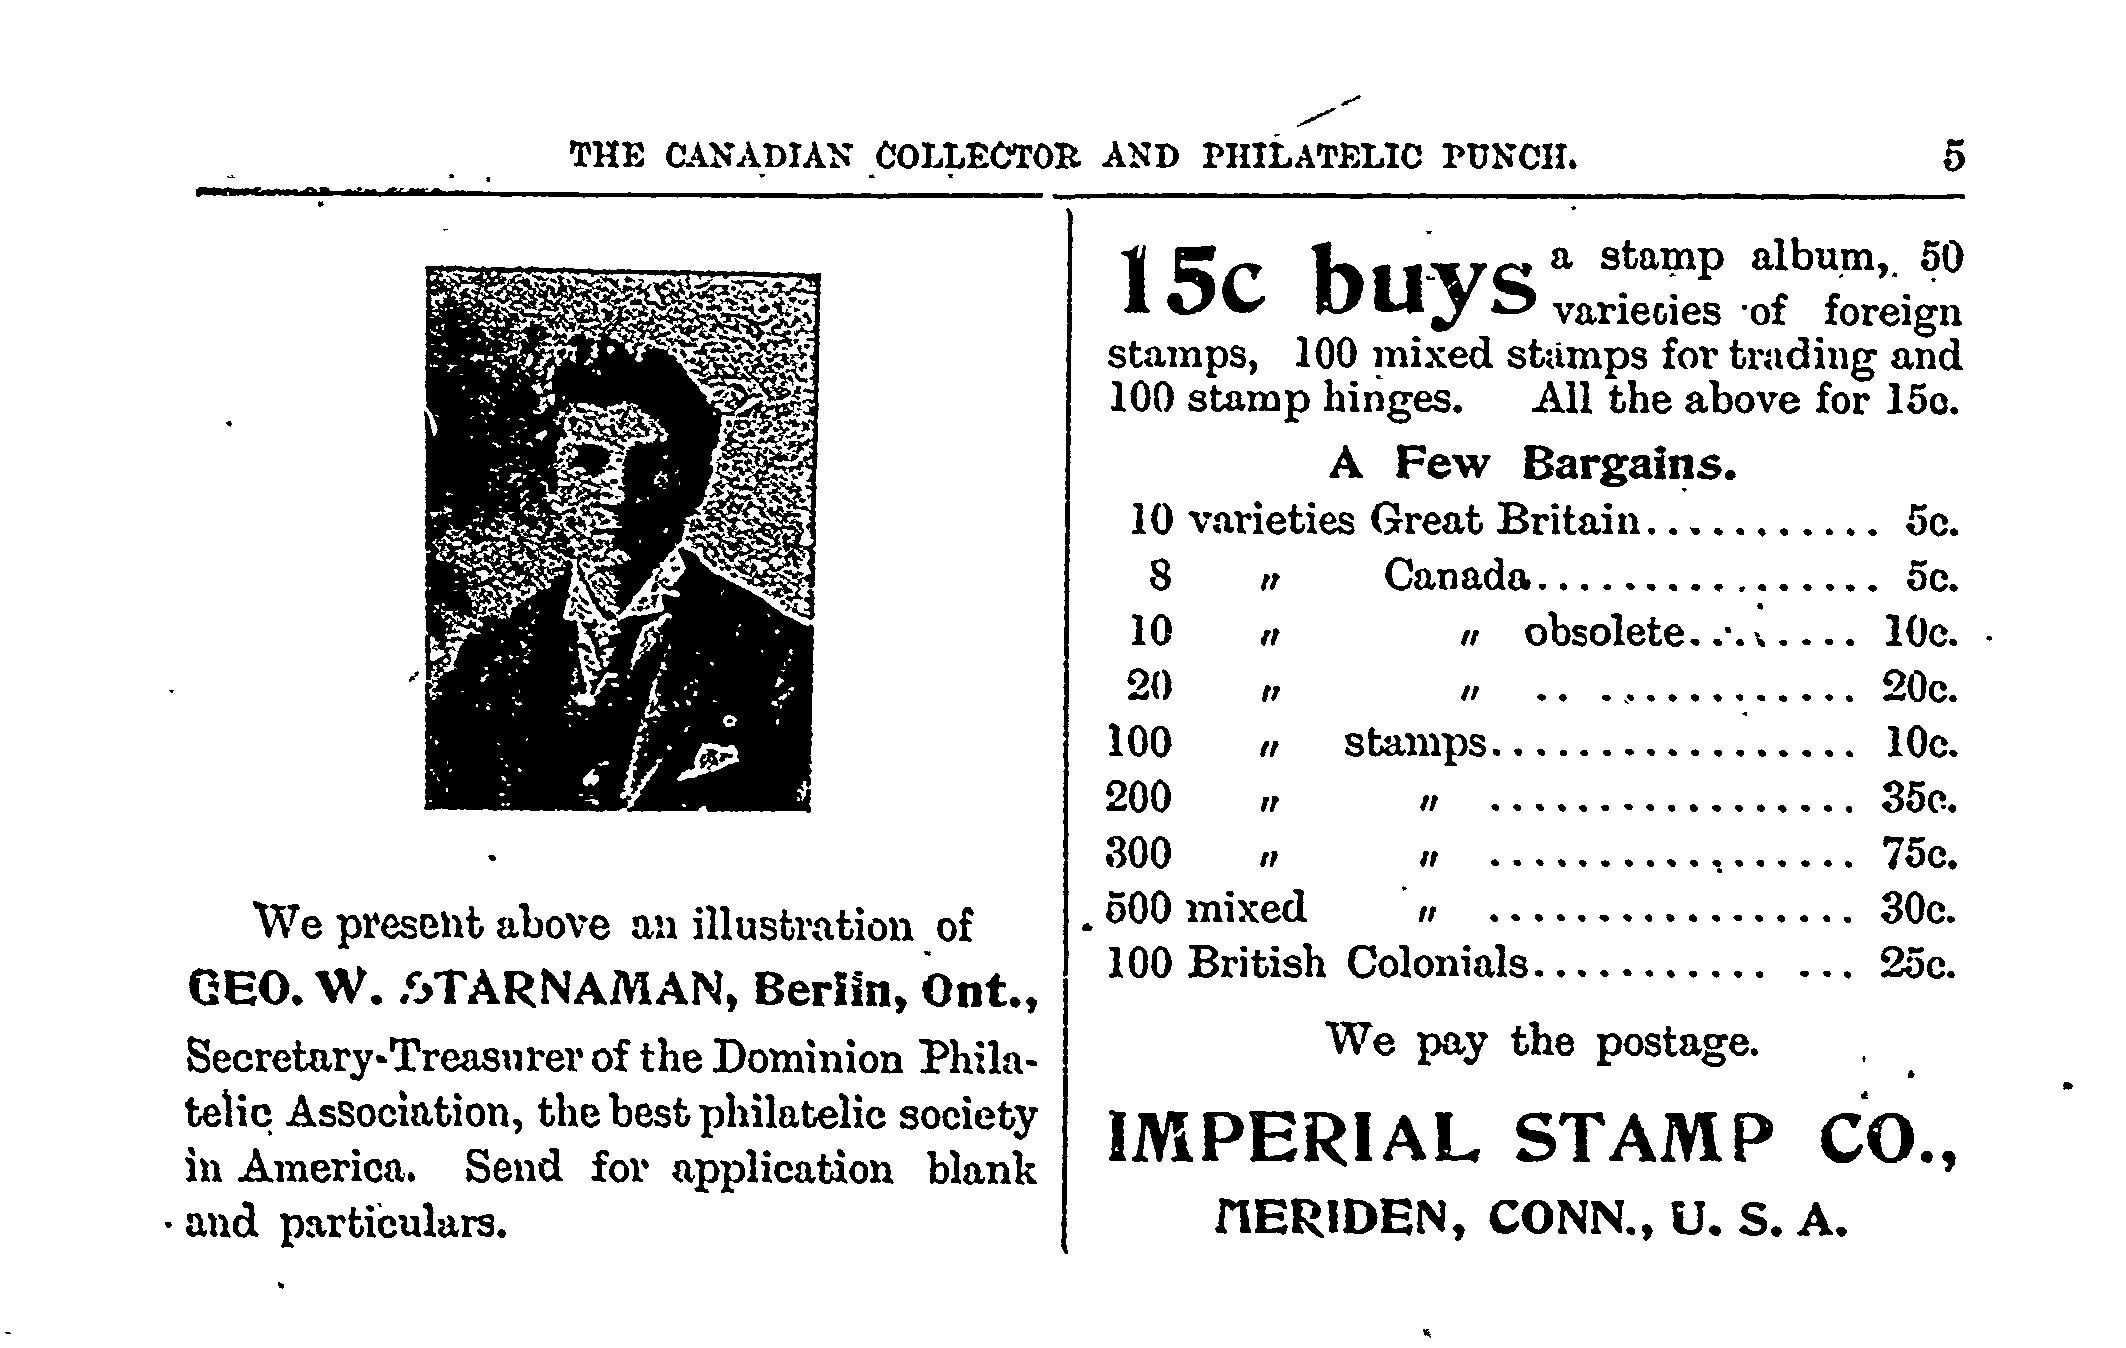 THE CANADIAN COLLECTOR AND PHILATELIC PUNCH. 5
We present above an illustration of
GEO. W. STARNAMAN, Berlin, Ont.,
Secretary-Treasurer of the Dominion Phila-
telic Association, the best philatelic society
in America. Send for application blank
and particulars.
15c buys a stamp album, 50
varieties of foreign
stamps, 100 mixed stamps for trading and
100 stamp hinges. All the above for 15c.
A Few Bargains.
10 varieties Great Britain........... 5c.
8 " Canada................ 5c.
10 " " obsolete......... 10c.
20 " " .. ............ 20c.
100 " stamps................. 10c.
200 " " ................. 35c.
300 " " ................. 75c.
500 mixed " ................. 30c.
100 British Colonials........... ... 25c.
We pay the postage.
IMPERIAL STAMP CO.,
MERIDEN, CONN., U. S. A.